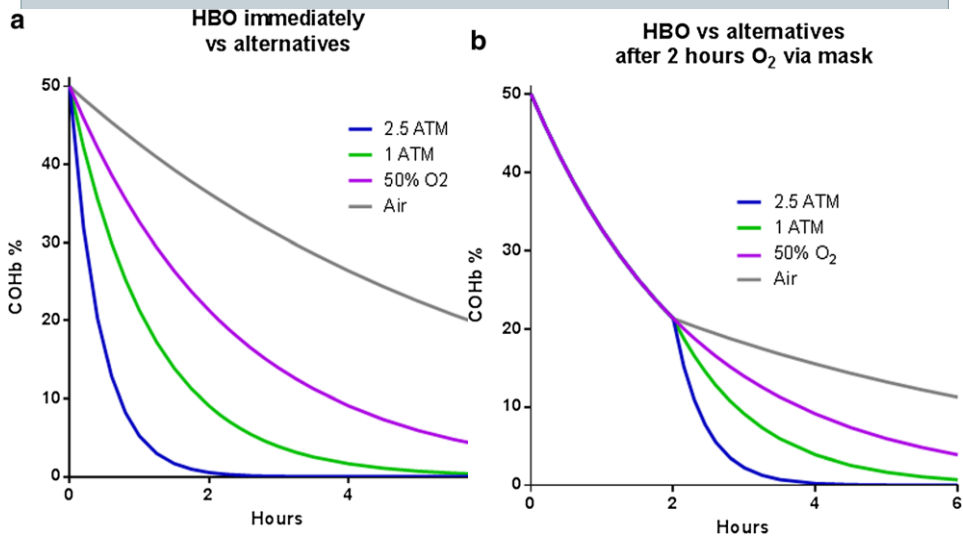 a
HBO immediately
vs alternatives
50
40
30
20
10
0
COHb %
2.5 ATM
1 ATM
50% O2
Air
0
2
4
Hours
b
HBO vs alternatives
after 2 hours O₂ via mask
50
40
30
20
10
0
COHb %
2.5 ATM
1 ATM
50% O₂
Air
0
2
4
6
Hours